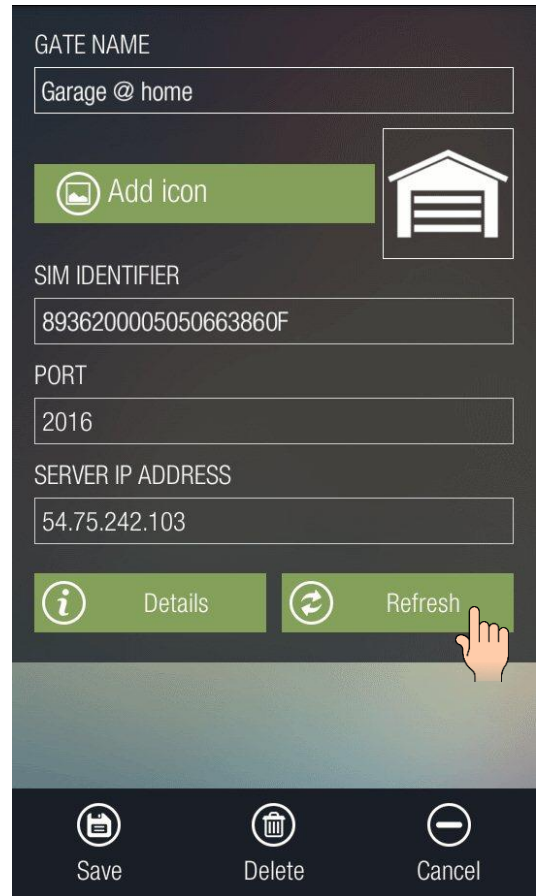 GATE NAME
Garage @ home
Add icon
SIM IDENTIFIER
8936200005050663860F
PORT
2016
SERVER IP ADDRESS
54.75.242.103
Details
Refresh
Save
Delete
Cancel